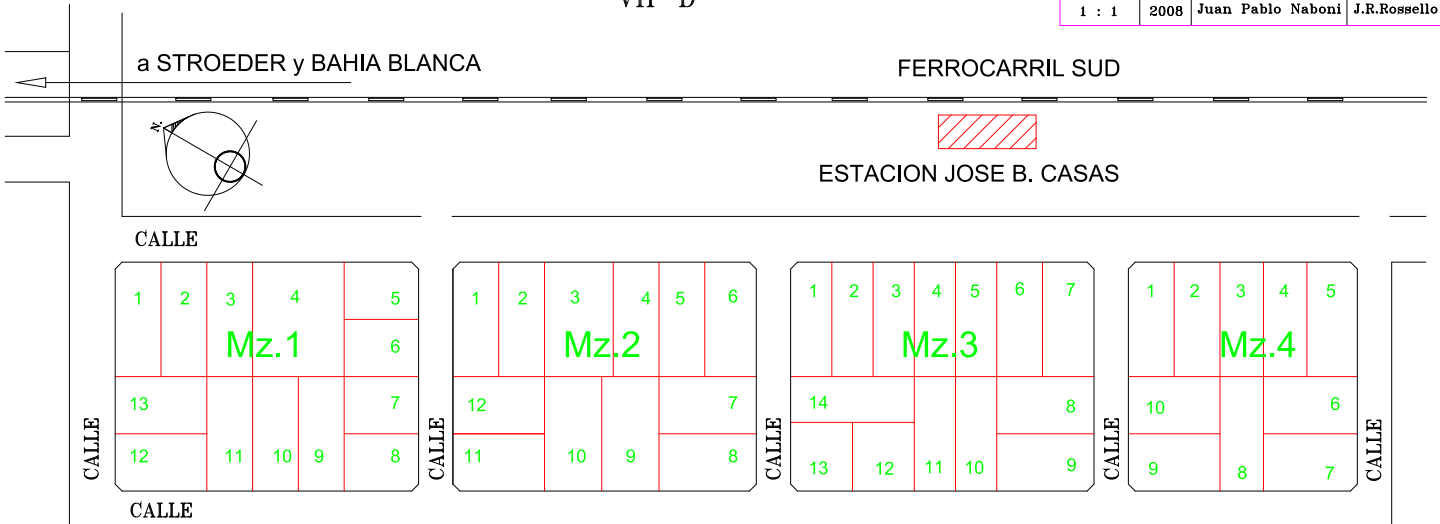 VII D
1 : 1 2008 Juan Pablo Naboni J.R.Rossello
a STROEDER y BAHIA BLANCA
FERROCARRIL SUD
N.
ESTACION JOSE B. CASAS
CALLE
1 2 3 4 5
6
Mz.1
13 7
12 11 10 9 8
1 2 3 4 5 6
Mz.2
12 7
11 10 9 8
1 2 3 4 5 6 7
Mz.3
14 8
13 12 11 10 9
1 2 3 4 5
Mz.4
10 6
9 8 7
CALLE
CALLE
CALLE
CALLE
CALLE
CALLE